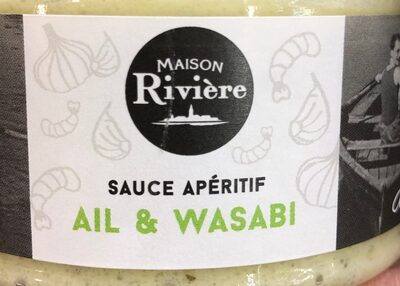 MAISON
Rivière
SAUCE APÉRITIF
AIL & WASABI